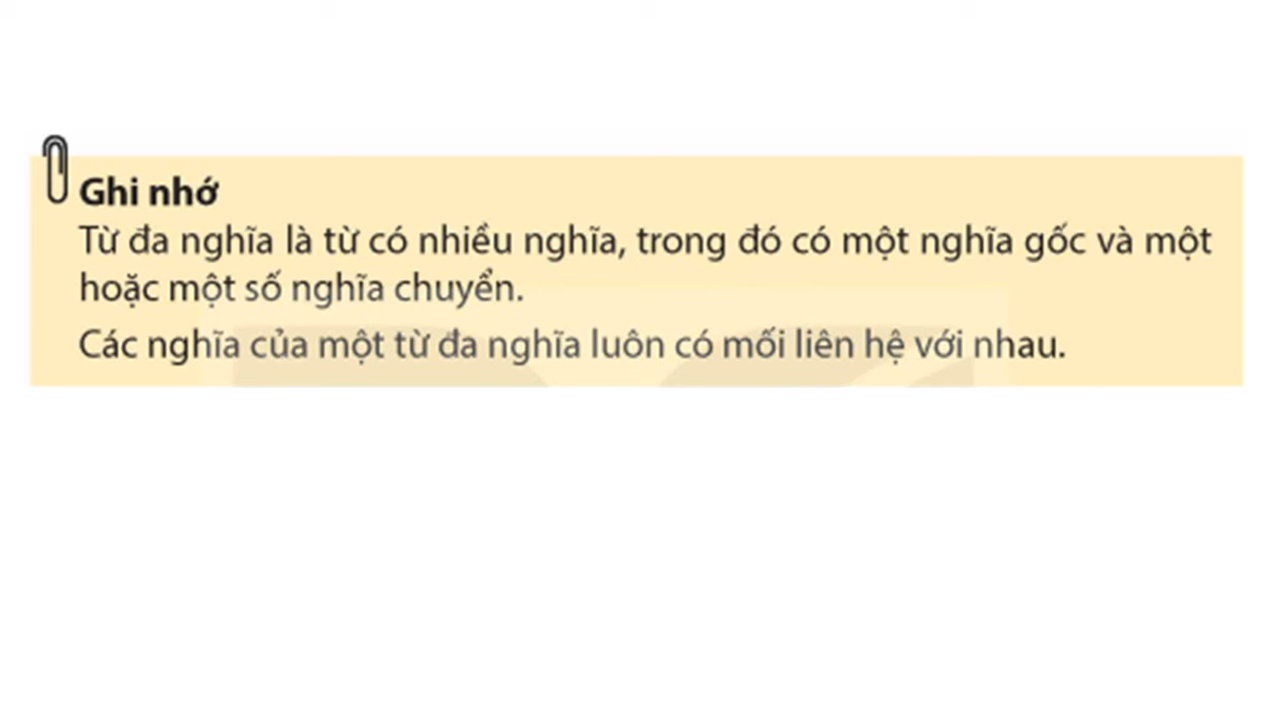 Ghi nhớ
Từ đa nghĩa là từ có nhiều nghĩa, trong đó có một nghĩa gốc và một
hoặc một số nghĩa chuyển.
Các nghĩa của một từ đa nghĩa luôn có mối liên hệ với nhau.